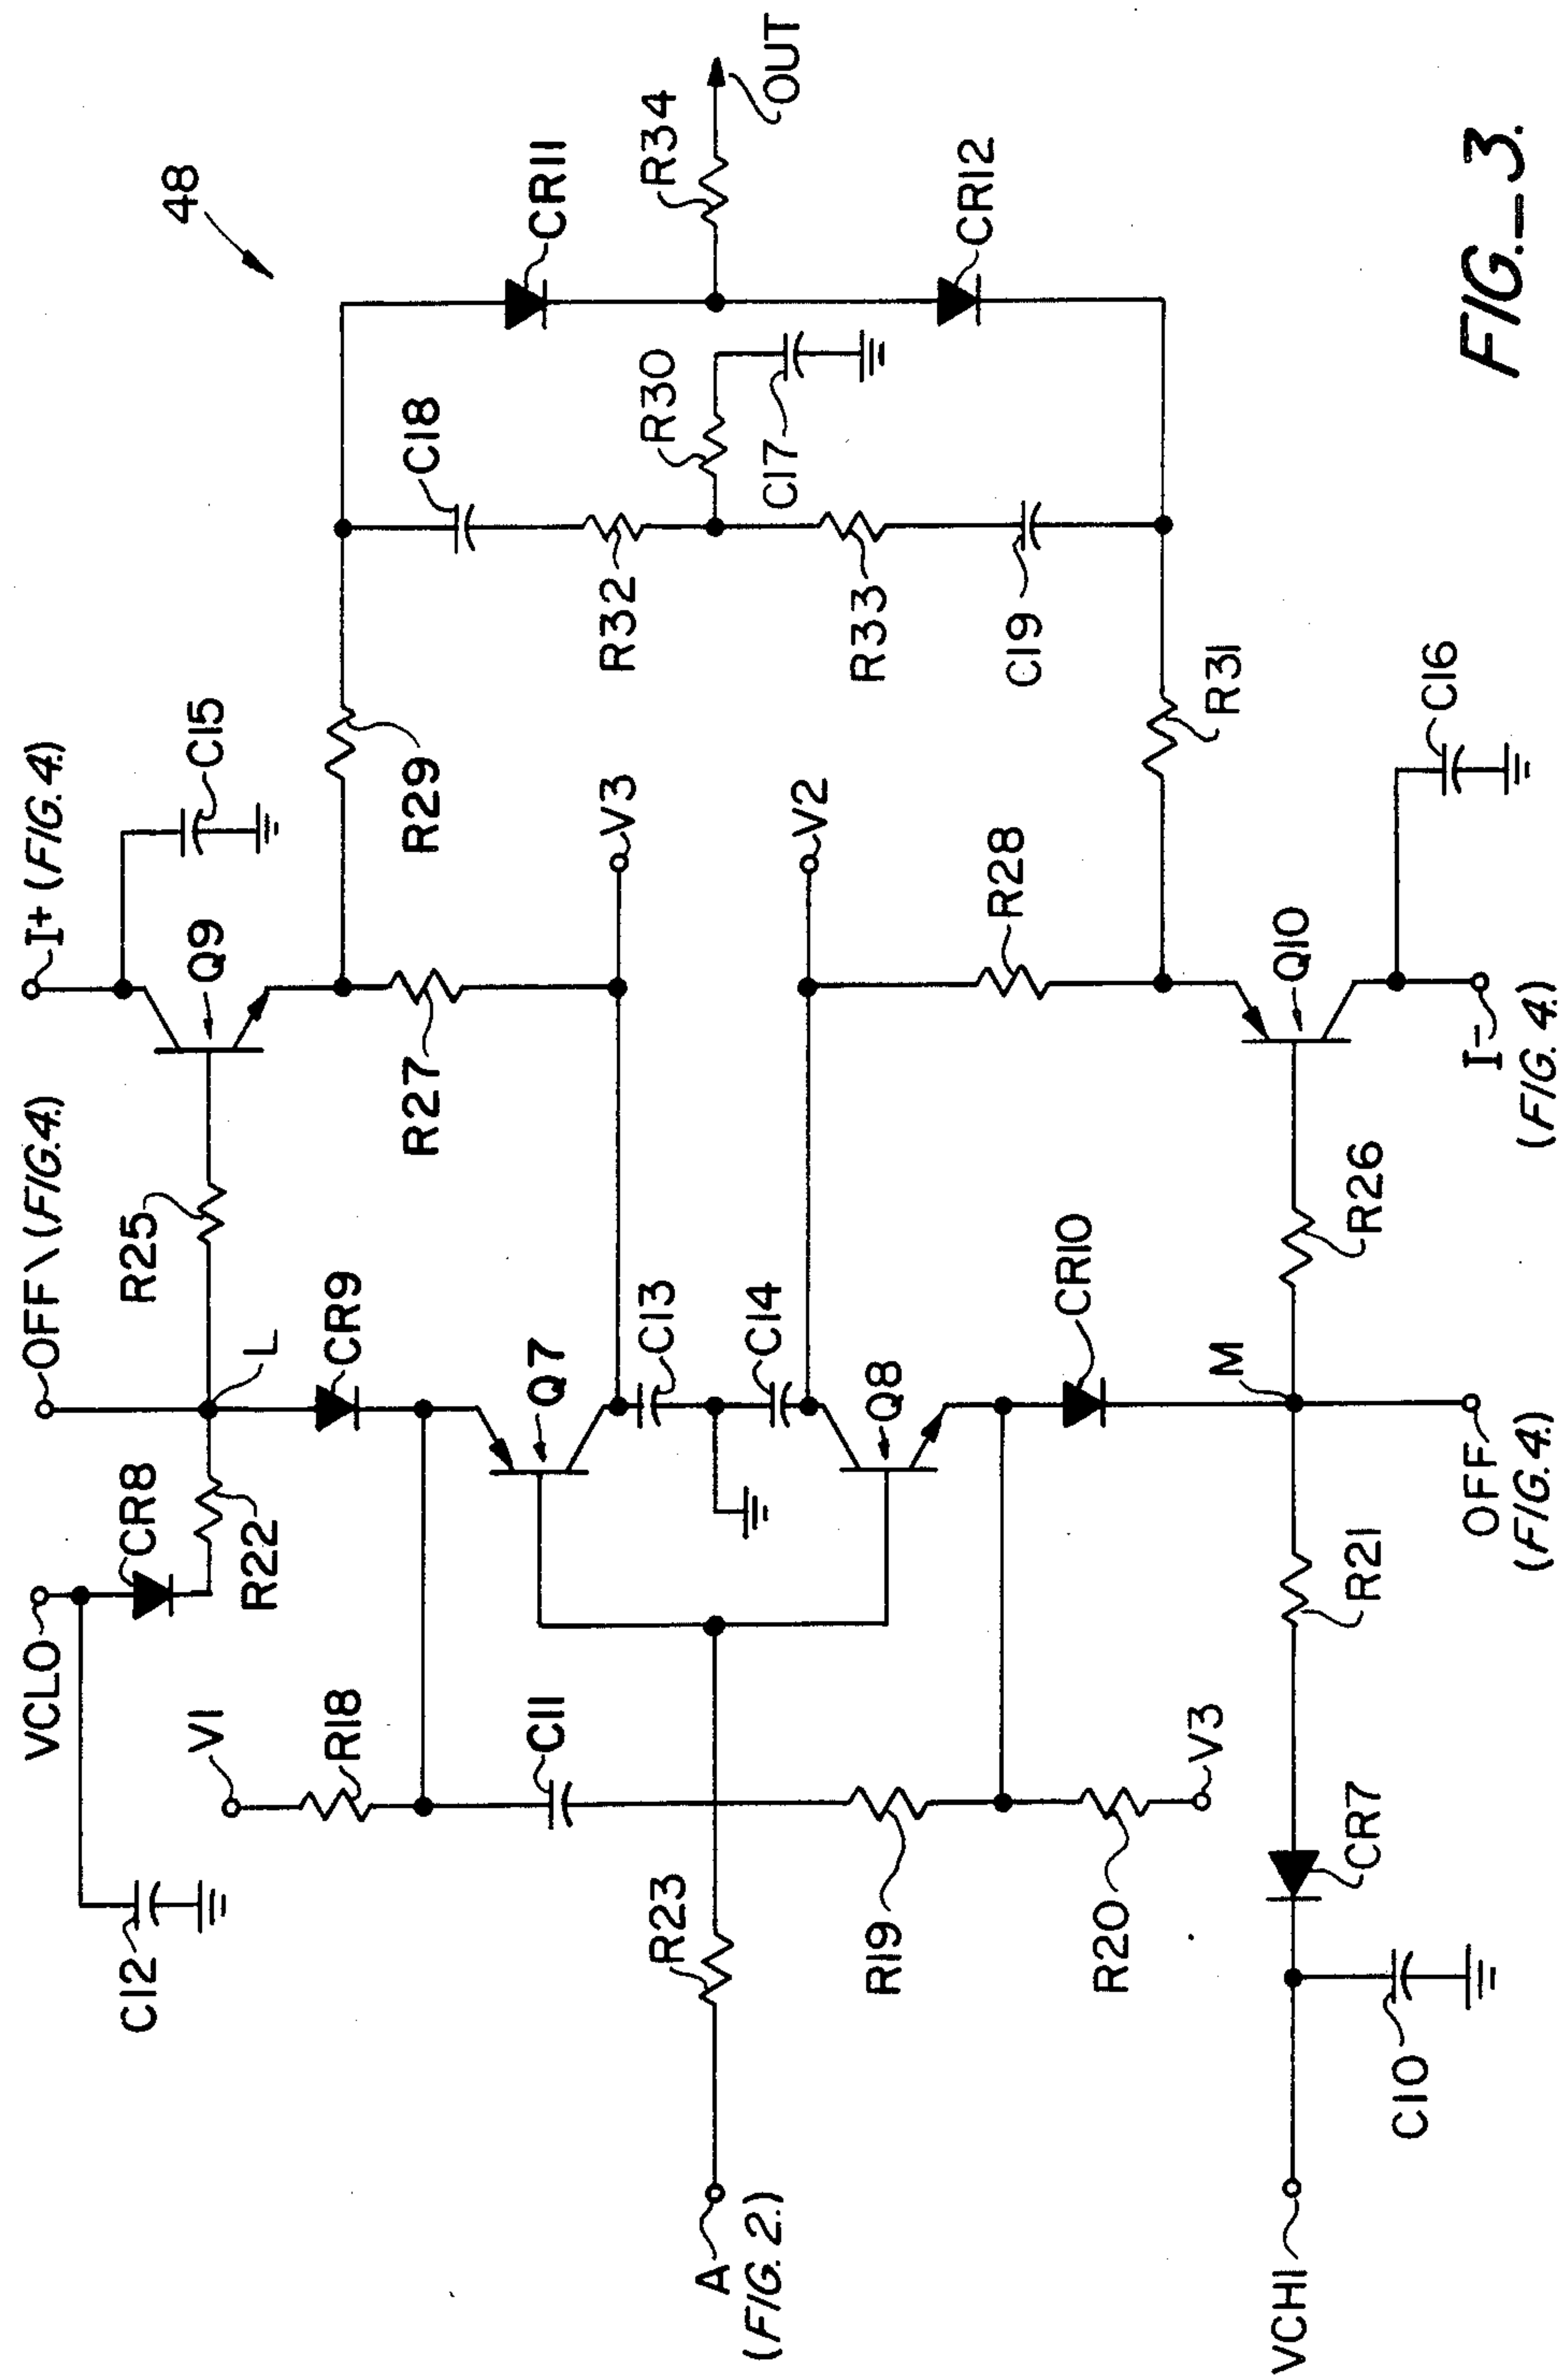 48
I+ (FIG. 4.)
OFF\ (FIG. 4.)
VCLO
C12
V1
CR8
R22
L
R25
Q9
C15
R29
C18
CR11
R18
CR9
R27
C11
Q7
V3
R32
R30
R34
OUT
A
(FIG. 2.)
R23
C13
C14
C17
V2
R33
CR12
R19
Q8
R28
C19
R20
V3
CR10
R31
VCHI
C10
CR7
R21
M
R26
Q10
C16
OFF
(FIG. 4.)
I-
(FIG. 4.)
FIG._3.